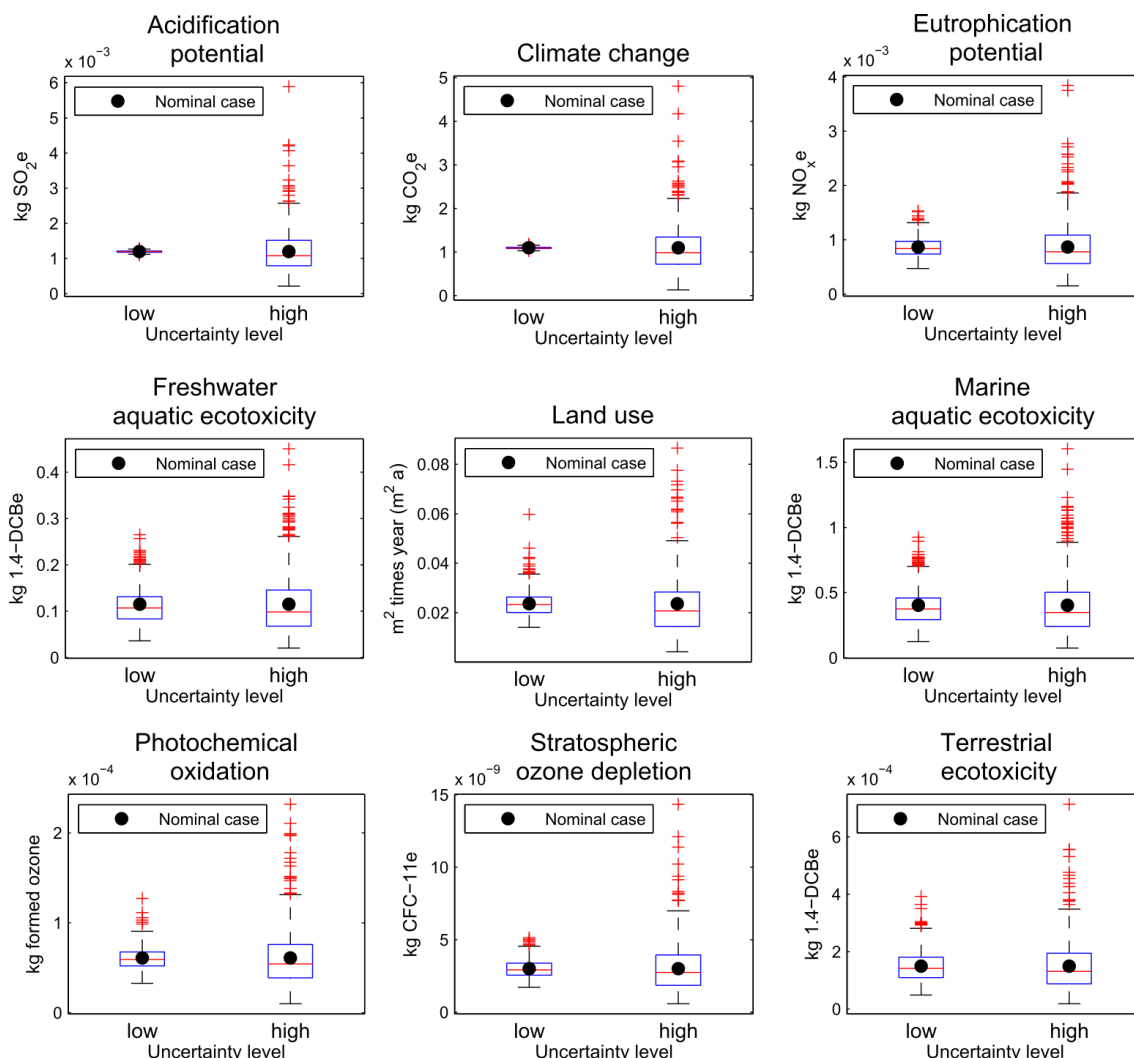 Acidification
potential
x 10⁻³
6
5
4
3
2
1
0
kg SO₂e
Nominal case
low
high
Uncertainty level
Climate change
5
4
3
2
1
0
kg CO₂e
Nominal case
low
high
Uncertainty level
Eutrophication
potential
x 10⁻³
4
3
2
1
0
kg NOₓe
Nominal case
low
high
Uncertainty level
Freshwater
aquatic ecotoxicity
0.4
0.3
0.2
0.1
0
kg 1.4−DCBe
Nominal case
low
high
Uncertainty level
Land use
0.08
0.06
0.04
0.02
m² times year (m² a)
Nominal case
low
high
Uncertainty level
Marine
aquatic ecotoxicity
1.5
1
0.5
0
kg 1.4−DCBe
Nominal case
low
high
Uncertainty level
Photochemical
oxidation
x 10⁻⁴
2
1
0
kg formed ozone
Nominal case
low
high
Uncertainty level
Stratospheric
ozone depletion
x 10⁻⁹
15
10
5
0
kg CFC−11e
Nominal case
low
high
Uncertainty level
Terrestrial
ecotoxicity
x 10⁻⁴
6
4
2
0
kg 1.4−DCBe
Nominal case
low
high
Uncertainty level